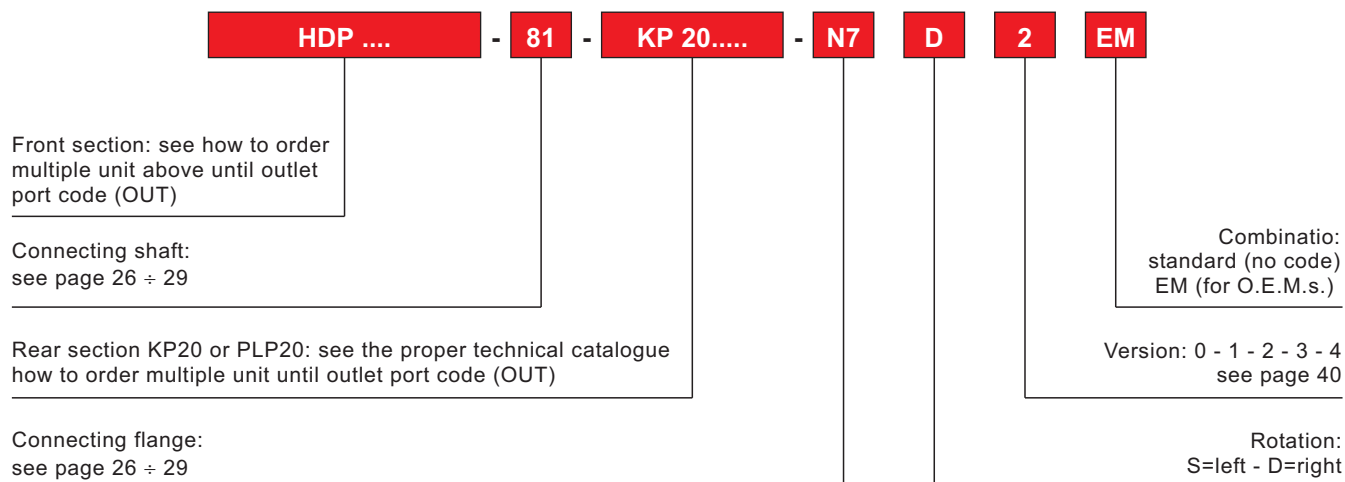 HDP .... - 81 - KP 20..... - N7 D 2 EM
Front section: see how to order
multiple unit above until outlet
port code (OUT)
Connecting shaft:
see page 26 ÷ 29
Combinatio:
standard (no code)
EM (for O.E.M.s.)
Rear section KP20 or PLP20: see the proper technical catalogue
how to order multiple unit until outlet port code (OUT)
Version: 0 - 1 - 2 - 3 - 4
see page 40
Connecting flange:
see page 26 ÷ 29
Rotation:
S=left - D=right